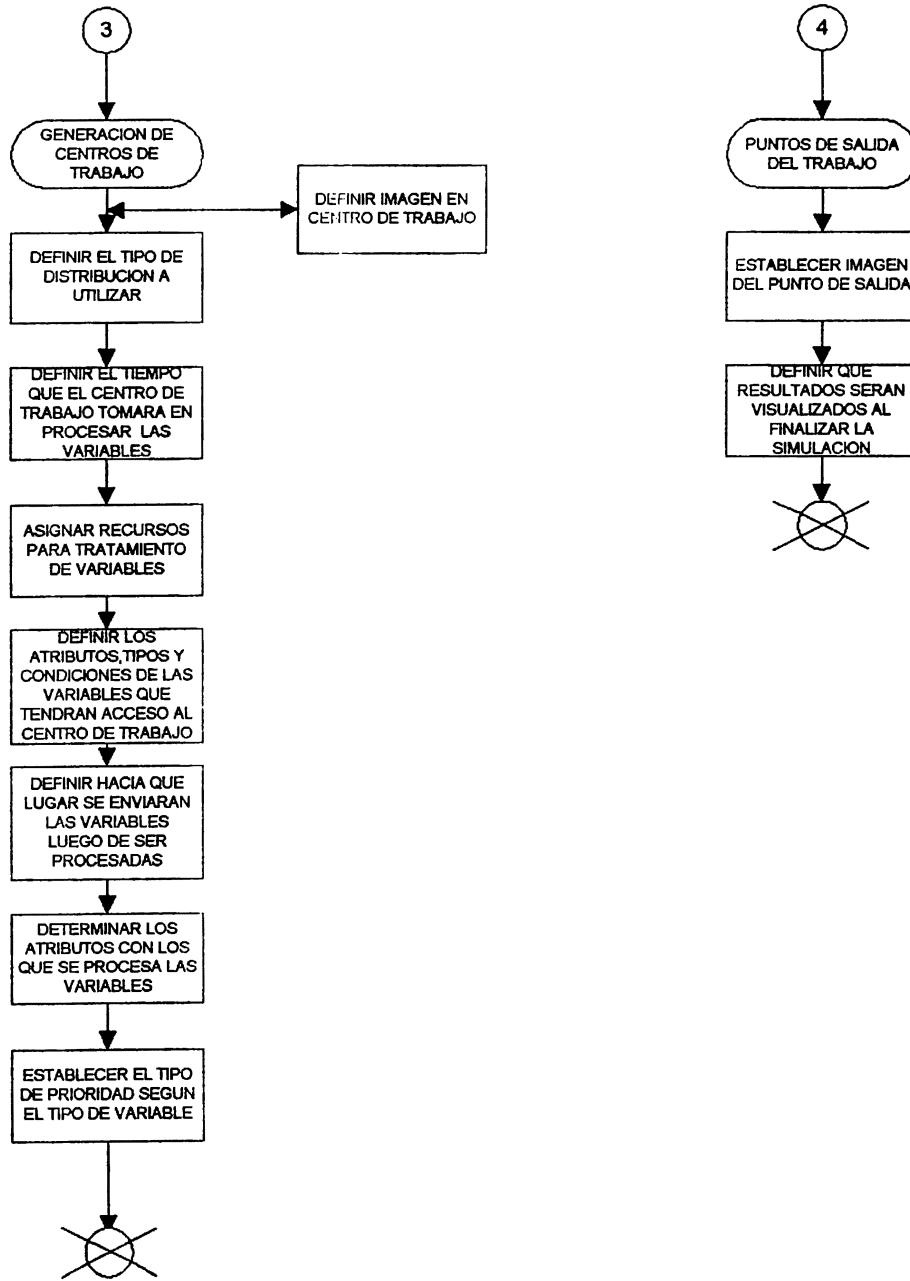 3
GENERACION DE
CENTROS DE
TRABAJO
DEFINIR IMAGEN EN
CENTRO DE TRABAJO
DEFINIR EL TIPO DE
DISTRIBUCION A
UTILIZAR
DEFINIR EL TIEMPO
QUE EL CENTRO DE
TRABAJO TOMARA EN
PROCESAR LAS
VARIABLES
ASIGNAR RECURSOS
PARA TRATAMIENTO
DE VARIABLES
DEFINIR LOS
ATRIBUTOS,TIPOS Y
CONDICIONES DE LAS
VARIABLES QUE
TENDRAN ACCESO AL
CENTRO DE TRABAJO
DEFINIR HACIA QUE
LUGAR SE ENVIARAN
LAS VARIABLES
LUEGO DE SER
PROCESADAS
DETERMINAR LOS
ATRIBUTOS CON LOS
QUE SE PROCESA LAS
VARIABLES
ESTABLECER EL TIPO
DE PRIORIDAD SEGUN
EL TIPO DE VARIABLE
4
PUNTOS DE SALIDA
DEL TRABAJO
ESTABLECER IMAGEN
DEL PUNTO DE SALIDA
DEFINIR QUE
RESULTADOS SERAN
VISUALIZADOS AL
FINALIZAR LA
SIMULACION